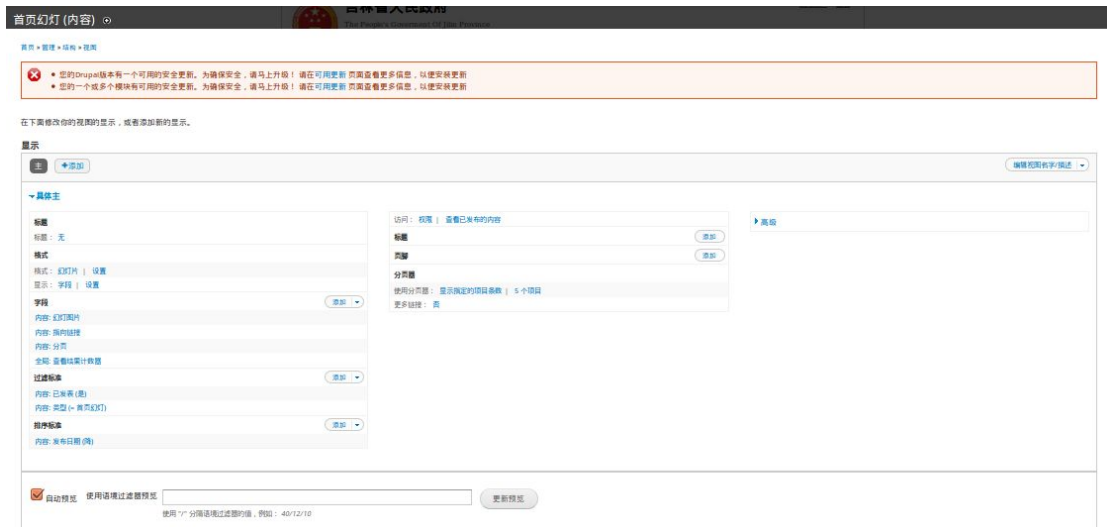 吉林省人民政府
首页幻灯 (内容)
The People's Government Of Jilin Province
首页 » 管理 » 结构 » 视图
您的Drupal版本有一个可用的安全更新。为确保安全，请马上升级！ 请在可用更新 页面查看更多信息，以便安装更新
您的一个或多个模块有可用的安全更新。为确保安全，请马上升级！ 请在可用更新 页面查看更多信息，以便安装更新
在下面修改你的视图的显示，或者添加新的显示。
显示
主 添加 编辑视图名字/描述
具体主
标题
标题： 无
格式
格式： 幻灯片 | 设置
显示： 字段 | 设置
字段 添加
内容: 幻灯图片
内容: 指向链接
内容: 分页
全局: 查看结果计数器
过滤标准 添加
内容: 已发表 (是)
内容: 类型 (= 首页幻灯)
排序标准 添加
内容: 发布日期 (降)
访问： 权限 | 查看已发布的内容
标题 添加
页脚 添加
分页器
使用分页器： 显示指定的项目条数 | 5 个项目
更多链接： 否
高级
自动预览 使用语境过滤器预览 更新预览
使用 "/" 分隔语境过滤器的值，例如： 40/12/10